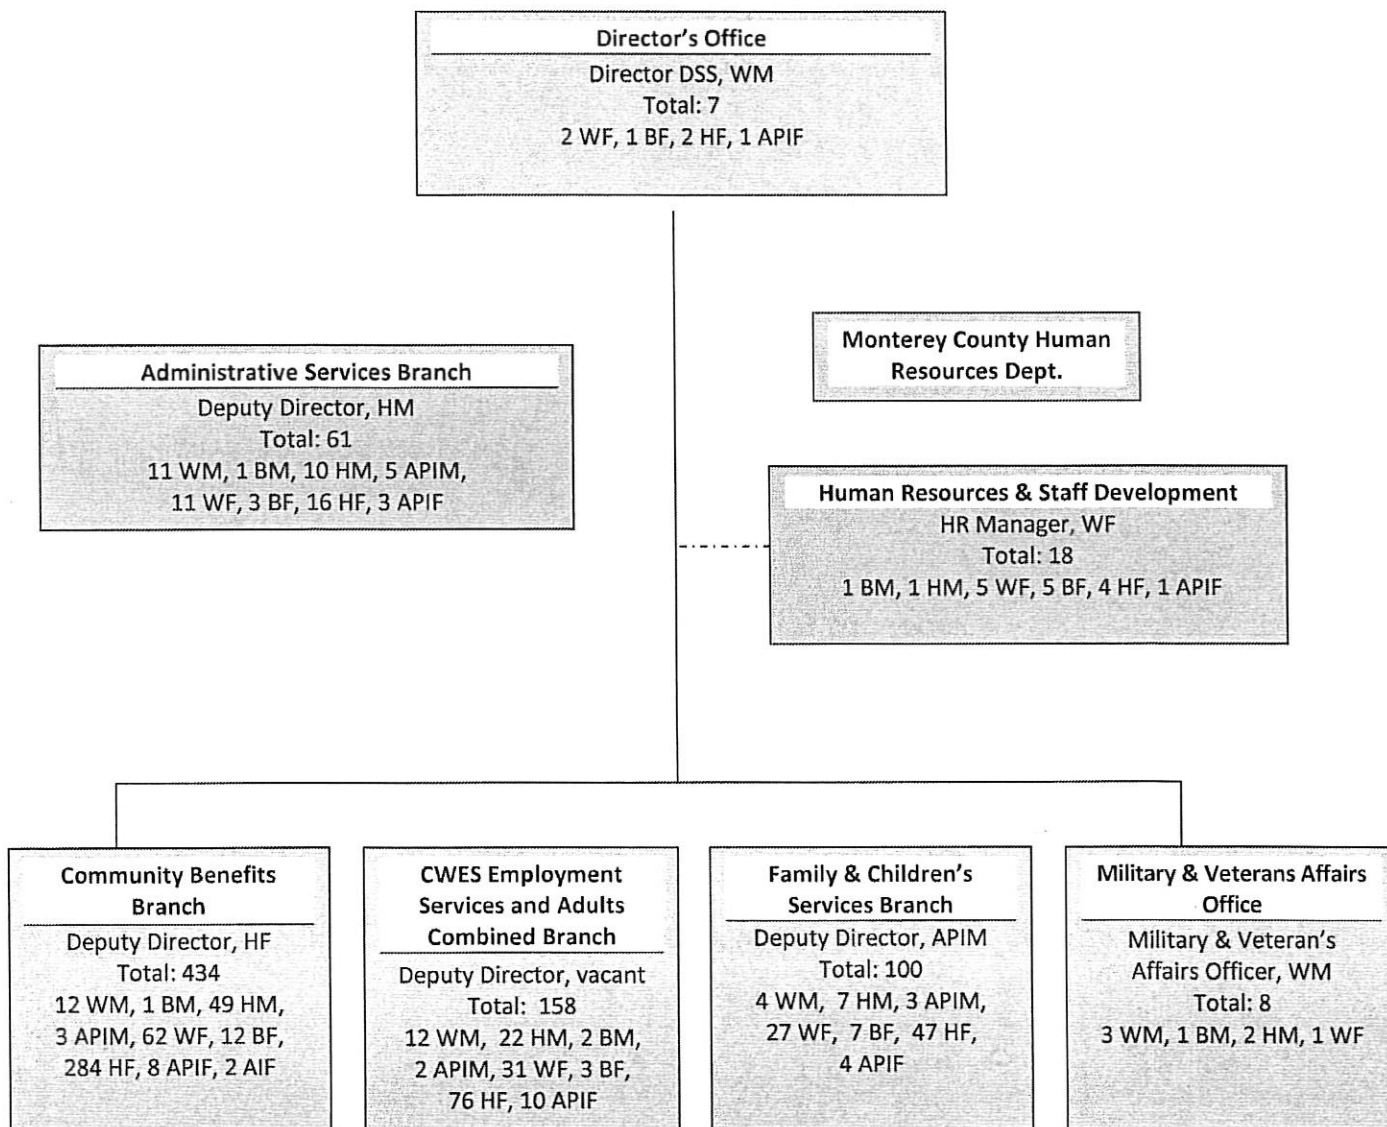 Director's Office
Director DSS, WM
Total: 7
2 WF, 1 BF, 2 HF, 1 APIF
Monterey County Human
Resources Dept.
Administrative Services Branch
Deputy Director, HM
Total: 61
11 WM, 1 BM, 10 HM, 5 APIM,
11 WF, 3 BF, 16 HF, 3 APIF
Human Resources & Staff Development
HR Manager, WF
Total: 18
1 BM, 1 HM, 5 WF, 5 BF, 4 HF, 1 APIF
Community Benefits
Branch
Deputy Director, HF
Total: 434
12 WM, 1 BM, 49 HM,
3 APIM, 62 WF, 12 BF,
284 HF, 8 APIF, 2 AIF
CWES Employment
Services and Adults
Combined Branch
Deputy Director, vacant
Total: 158
12 WM, 22 HM, 2 BM,
2 APIM, 31 WF, 3 BF,
76 HF, 10 APIF
Family & Children's
Services Branch
Deputy Director, APIM
Total: 100
4 WM, 7 HM, 3 APIM,
27 WF, 7 BF, 47 HF,
4 APIF
Military & Veterans Affairs
Office
Military & Veteran's
Affairs Officer, WM
Total: 8
3 WM, 1 BM, 2 HM, 1 WF